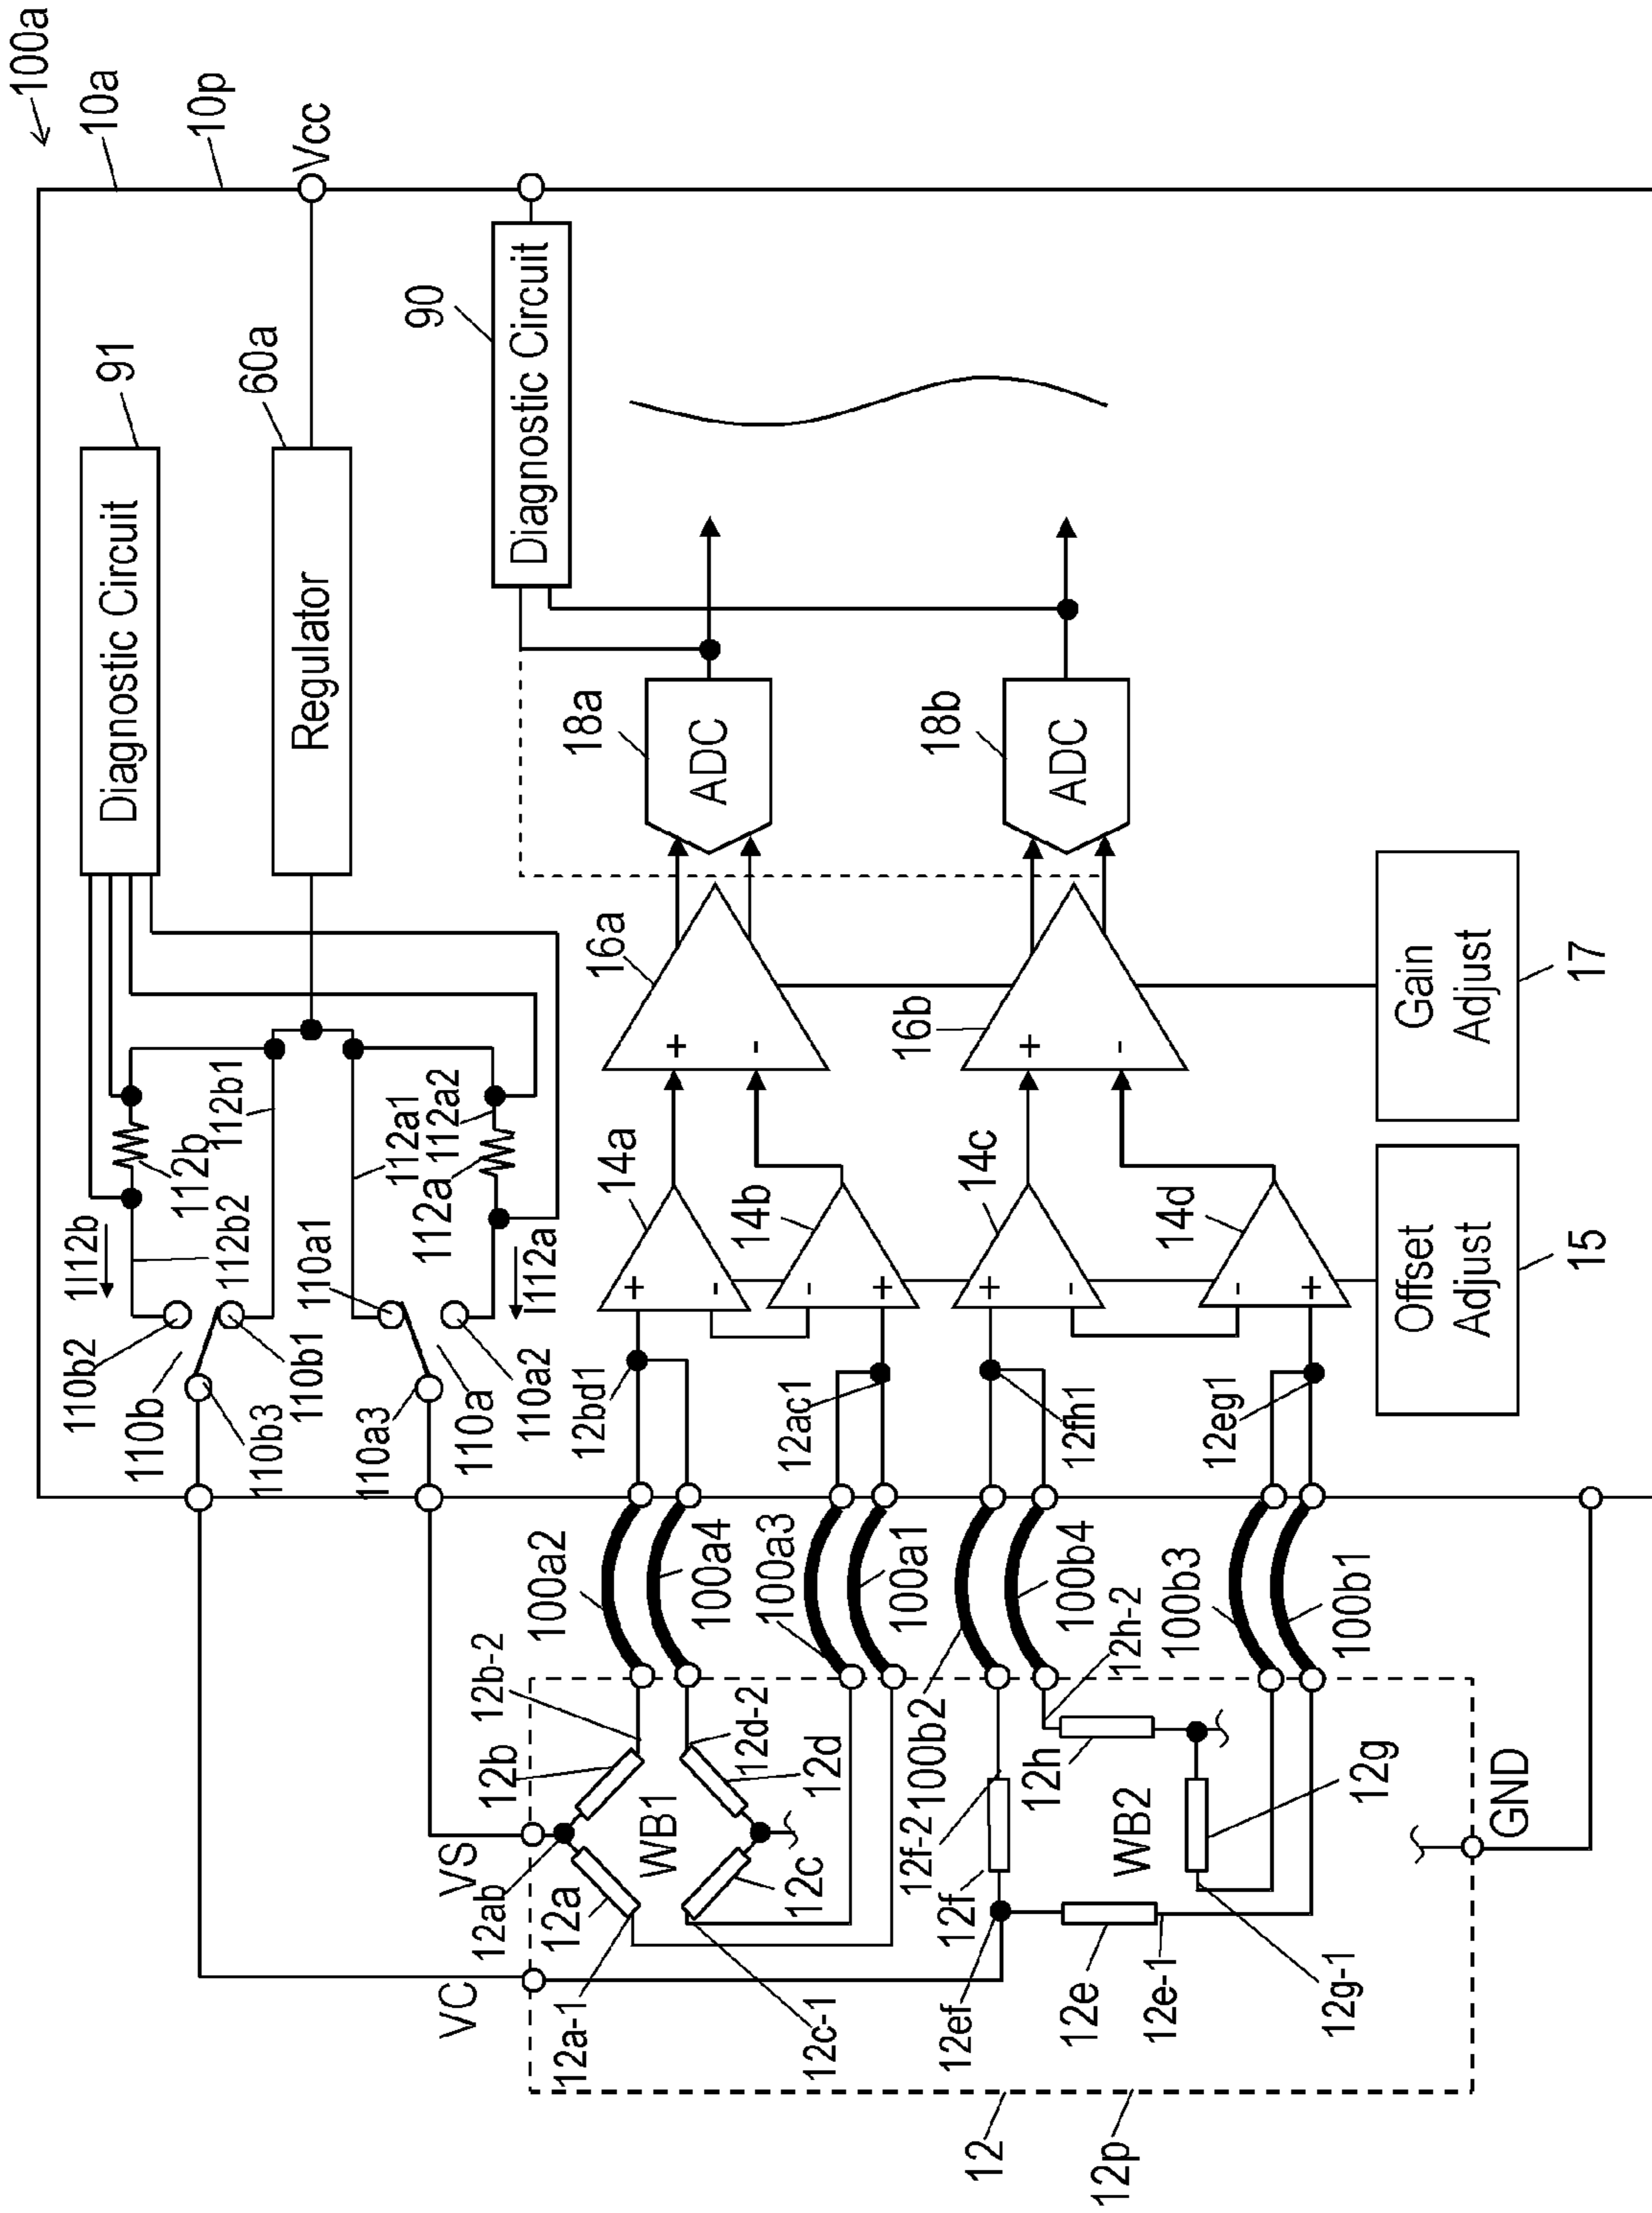 100a
10a
10p
Vcc
91
Diagnostic Circuit
60a
Regulator
90
Diagnostic Circuit
18a
ADC
18b
ADC
16a
+
-
16b
+
-
Gain
Adjust
17
112b
112b1
112b2
1I12b
112a1
112a2
112a
I112a
110b2
110b
110b3
110b1
110a1
110a3
110a
110a2
14a
+
-
14b
-
+
14c
+
-
14d
-
+
Offset
Adjust
15
12bd1
12ac1
12fh1
12eg1
100a2
100a4
100a3
100a1
100b2
100b4
100b3
100b1
VS
VC
12ab
12b
12b-2
12a
12a-1
WB1
12d-2
12d
12c
12c-1
12h-2
12h
12f-2
12f
12ef
WB2
12g
12g-1
12e
12e-1
GND
12
12p